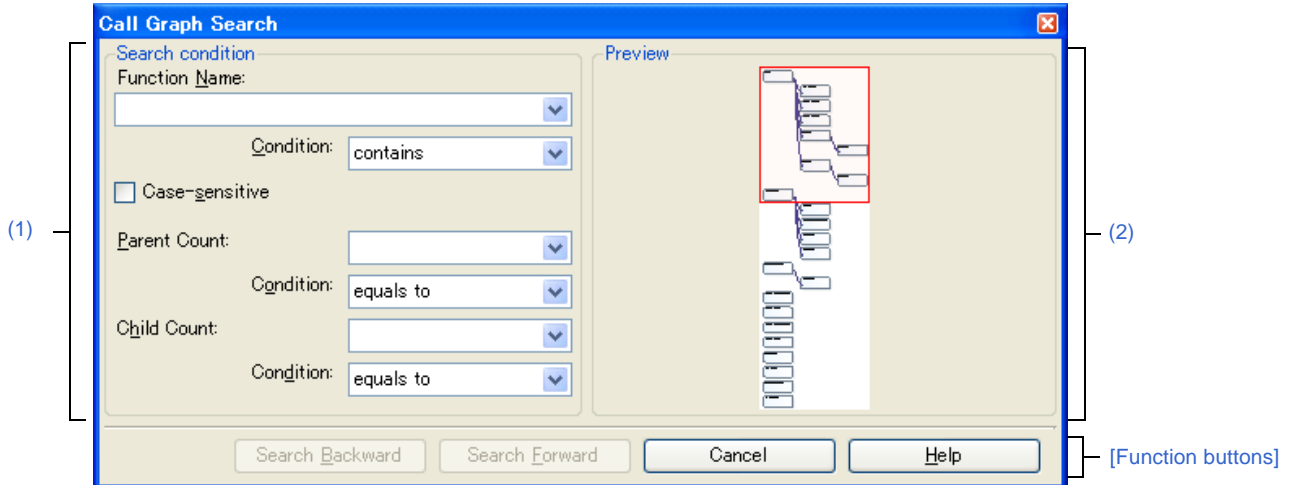 Call Graph Search
Search condition
Function Name:
Condition:
contains
Case-sensitive
Parent Count:
Condition:
equals to
Child Count:
Condition:
equals to
Preview
Search Backward
Search Forward
Cancel
Help
(1)
(2)
[Function buttons]